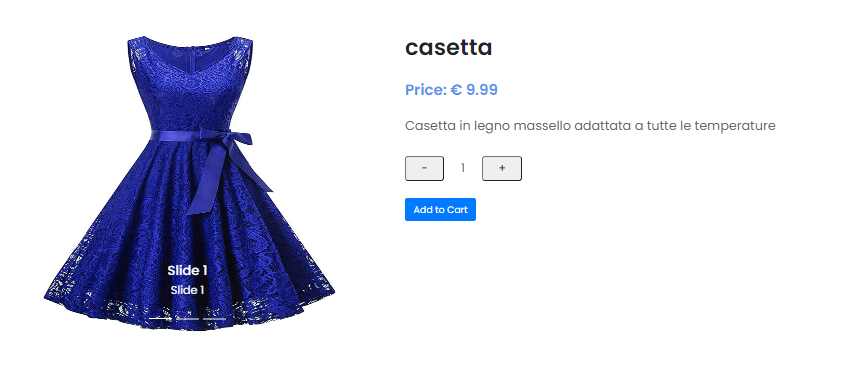 casetta
Price: € 9.99
Casetta in legno massello adattata a tutte le temperature
- 1 +
Add to Cart
Slide 1
Slide 1